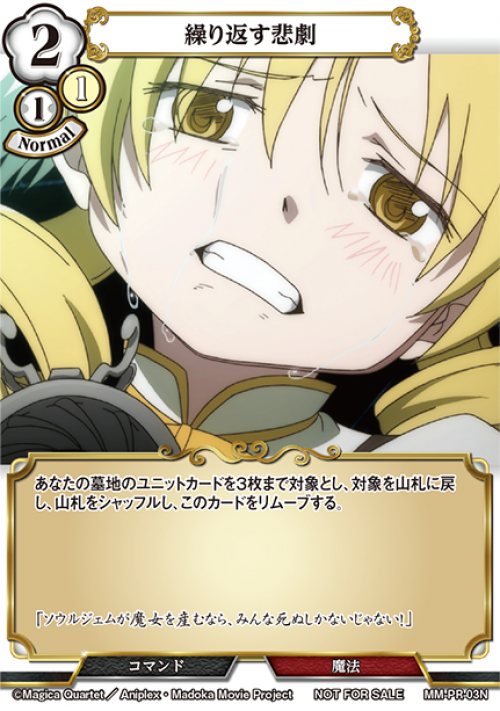 繰り返す悲劇
2
1
1
Normal
あなたの墓地のユニットカードを3枚まで対象とし、対象を山札に戻
し、山札をシャッフルし、このカードをリムーブする。
『ソウルジェムが魔女を産むなら、みんな死ぬしかないじゃない!』
コマンド
魔法
©Magica Quartet／Aniplex・Madoka Movie Project NOT FOR SALE MM-PR-03N